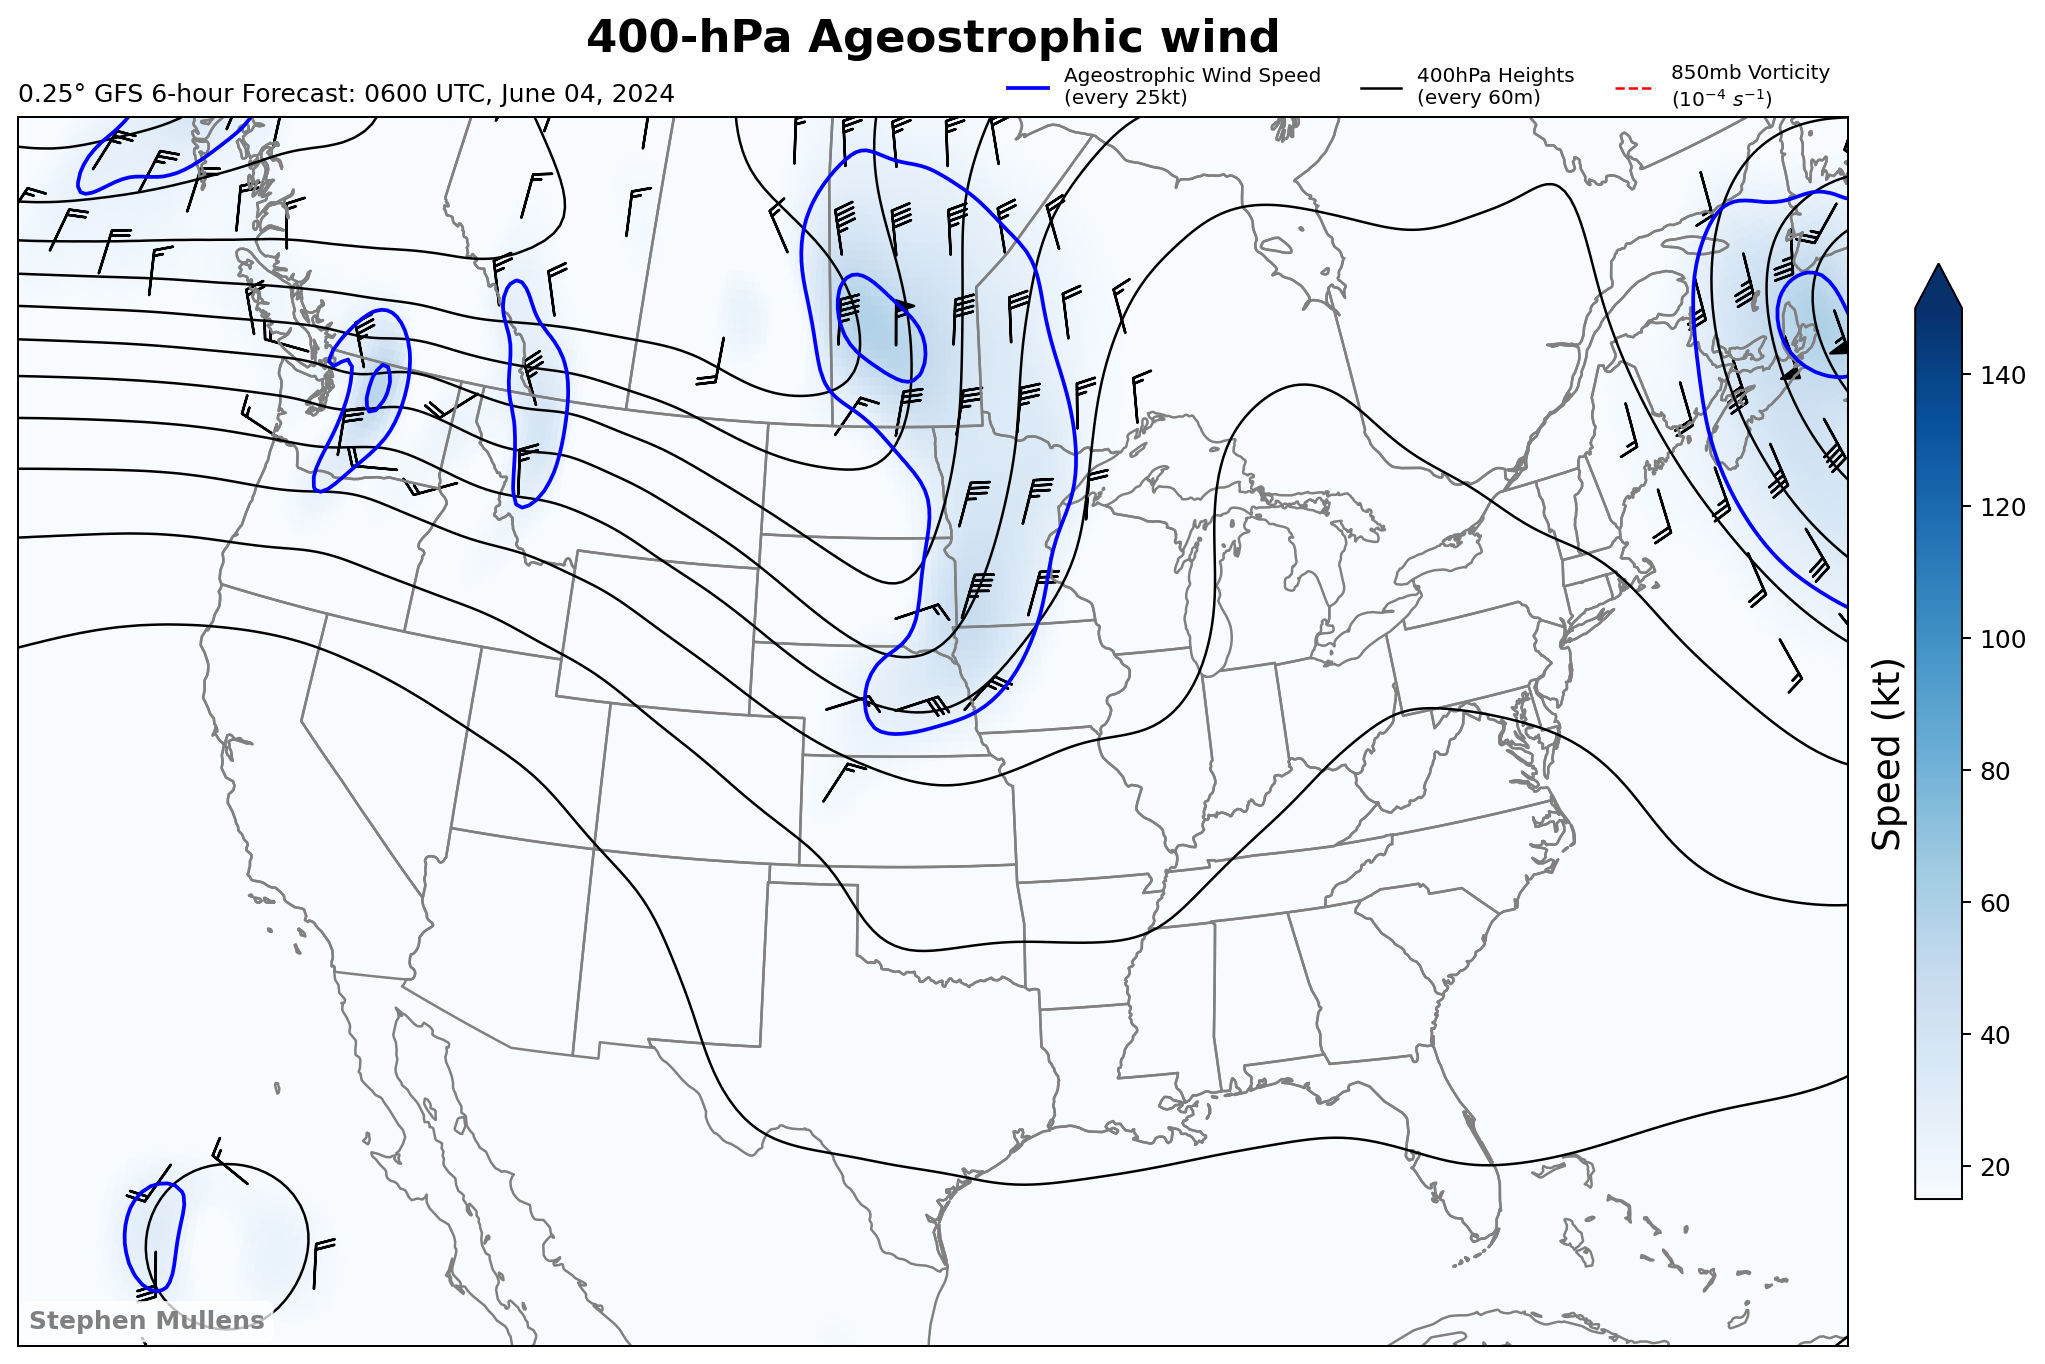 400-hPa Ageostrophic wind
0.25° GFS 6-hour Forecast: 0600 UTC, June 04, 2024
Ageostrophic Wind Speed
(every 25kt)
400hPa Heights
(every 60m)
850mb Vorticity
(10⁻⁴ s⁻¹)
140
120
100
80
60
40
20
Speed (kt)
Stephen Mullens